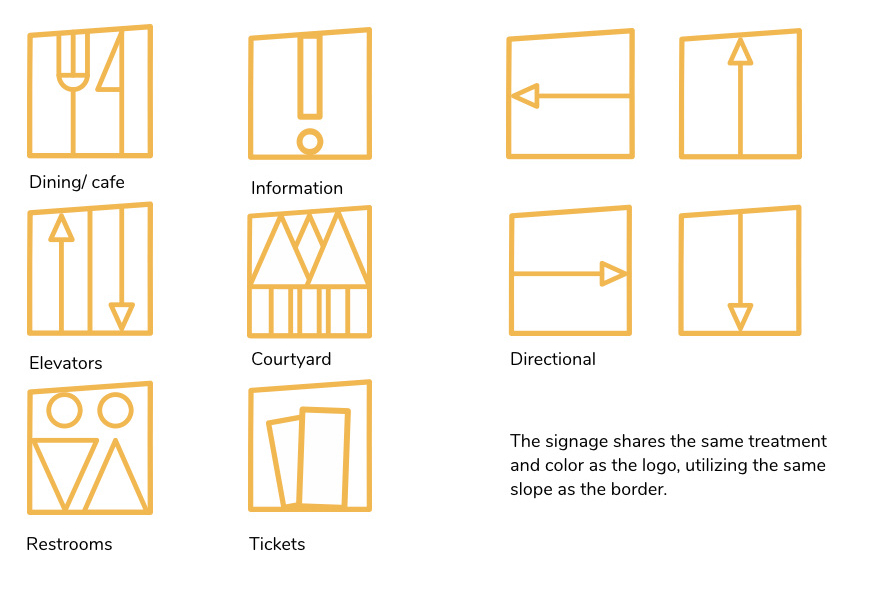 Dining/ cafe
Information
Elevators
Courtyard
Directional
The signage shares the same treatment
and color as the logo, utilizing the same
slope as the border.
Restrooms
Tickets